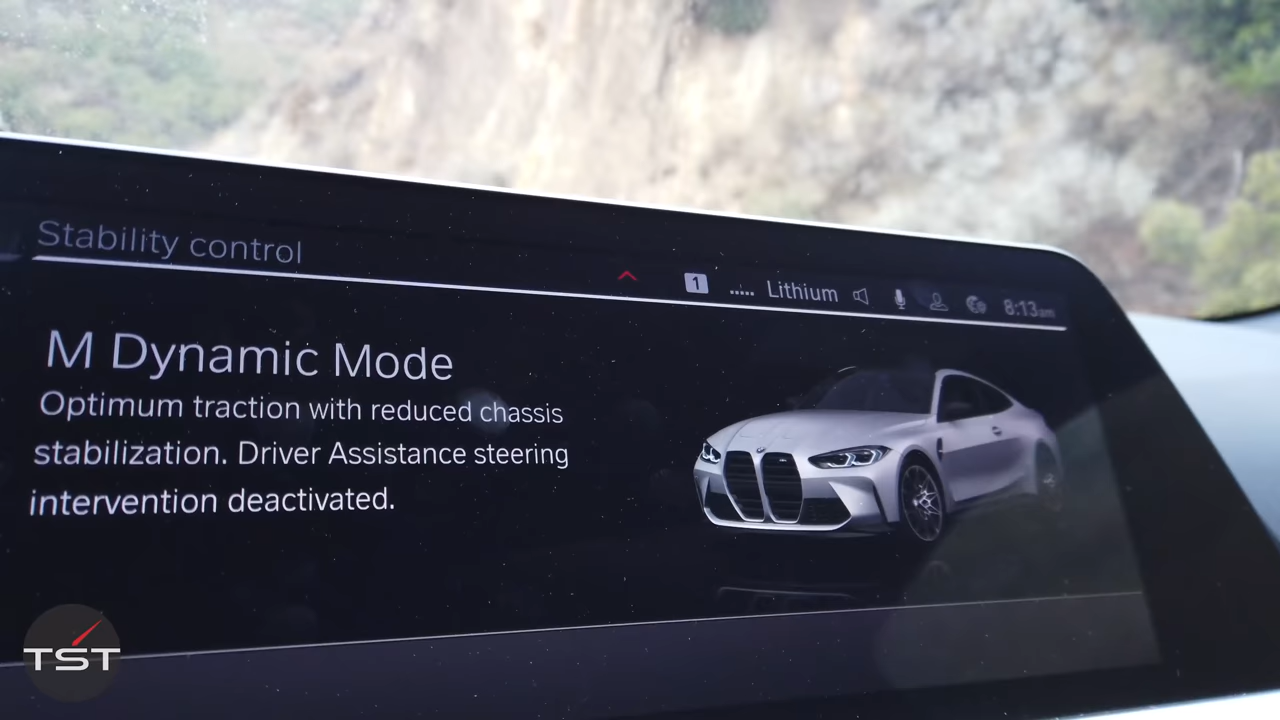 Stability control
1 ..... Lithium 8:13am
M Dynamic Mode
Optimum traction with reduced chassis
stabilization. Driver Assistance steering
intervention deactivated.
TST